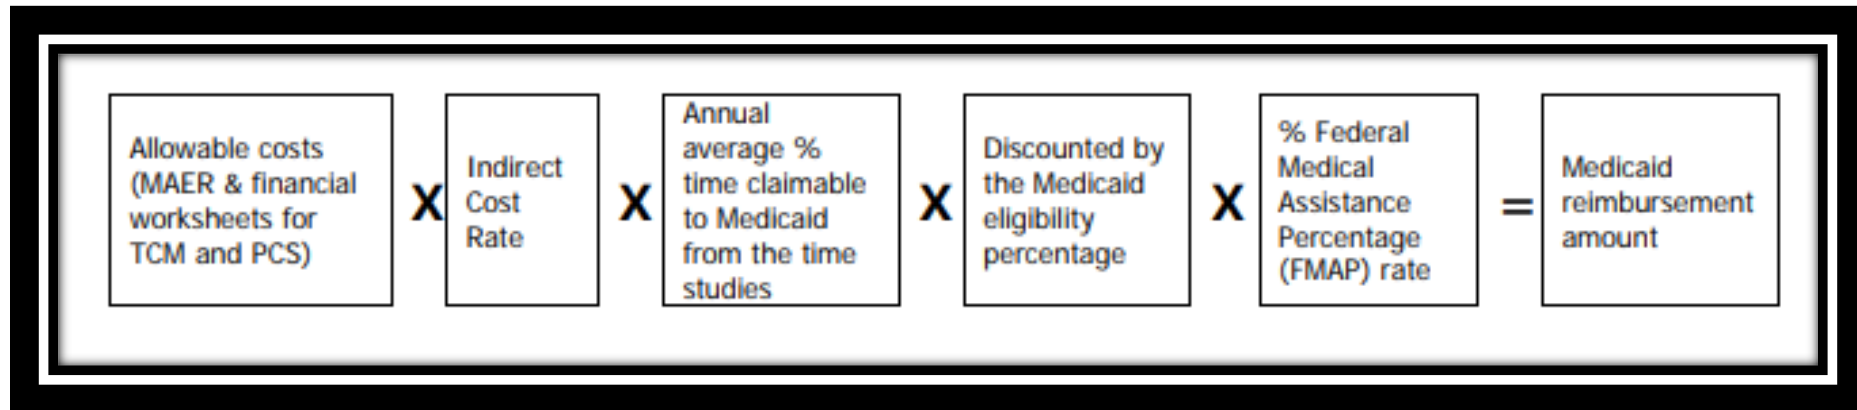 Allowable costs
(MAER & financial
worksheets for
TCM and PCS)
X
Indirect
Cost
Rate
X
Annual
average %
time claimable
to Medicaid
from the time
studies
X
Discounted by
the Medicaid
eligibility
percentage
X
% Federal
Medical
Assistance
Percentage
(FMAP) rate
=
Medicaid
reimbursement
amount